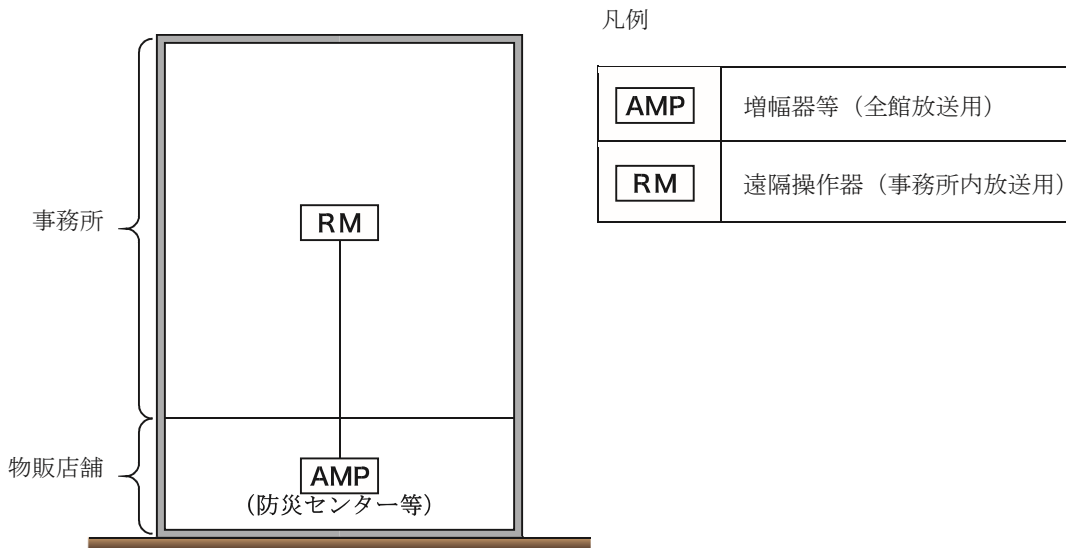 凡例
AMP 増幅器等（全館放送用）
RM 遠隔操作器（事務所内放送用）
事務所
RM
物販店舗
AMP
（防災センター等）